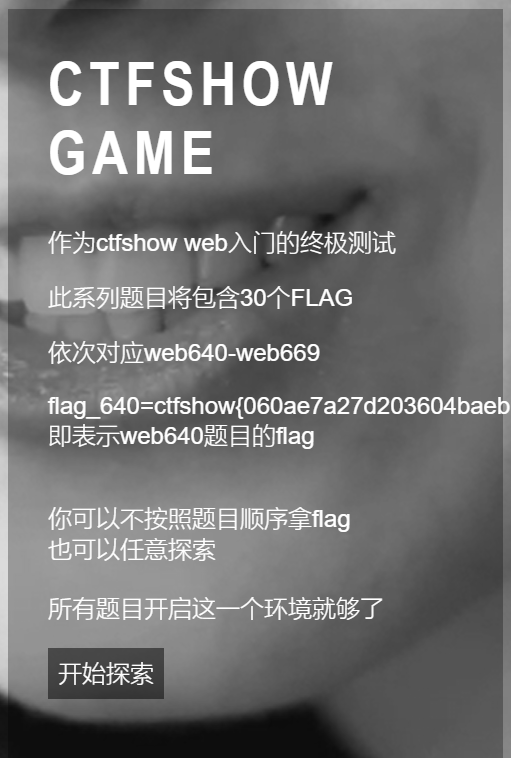 CTFSHOW
GAME
作为ctfshow web入门的终极测试
此系列题目将包含30个FLAG
依次对应web640-web669
flag_640=ctfshow{060ae7a27d203604baeb
即表示web640题目的flag
你可以不按照题目顺序拿flag
也可以任意探索
所有题目开启这一个环境就够了
开始探索